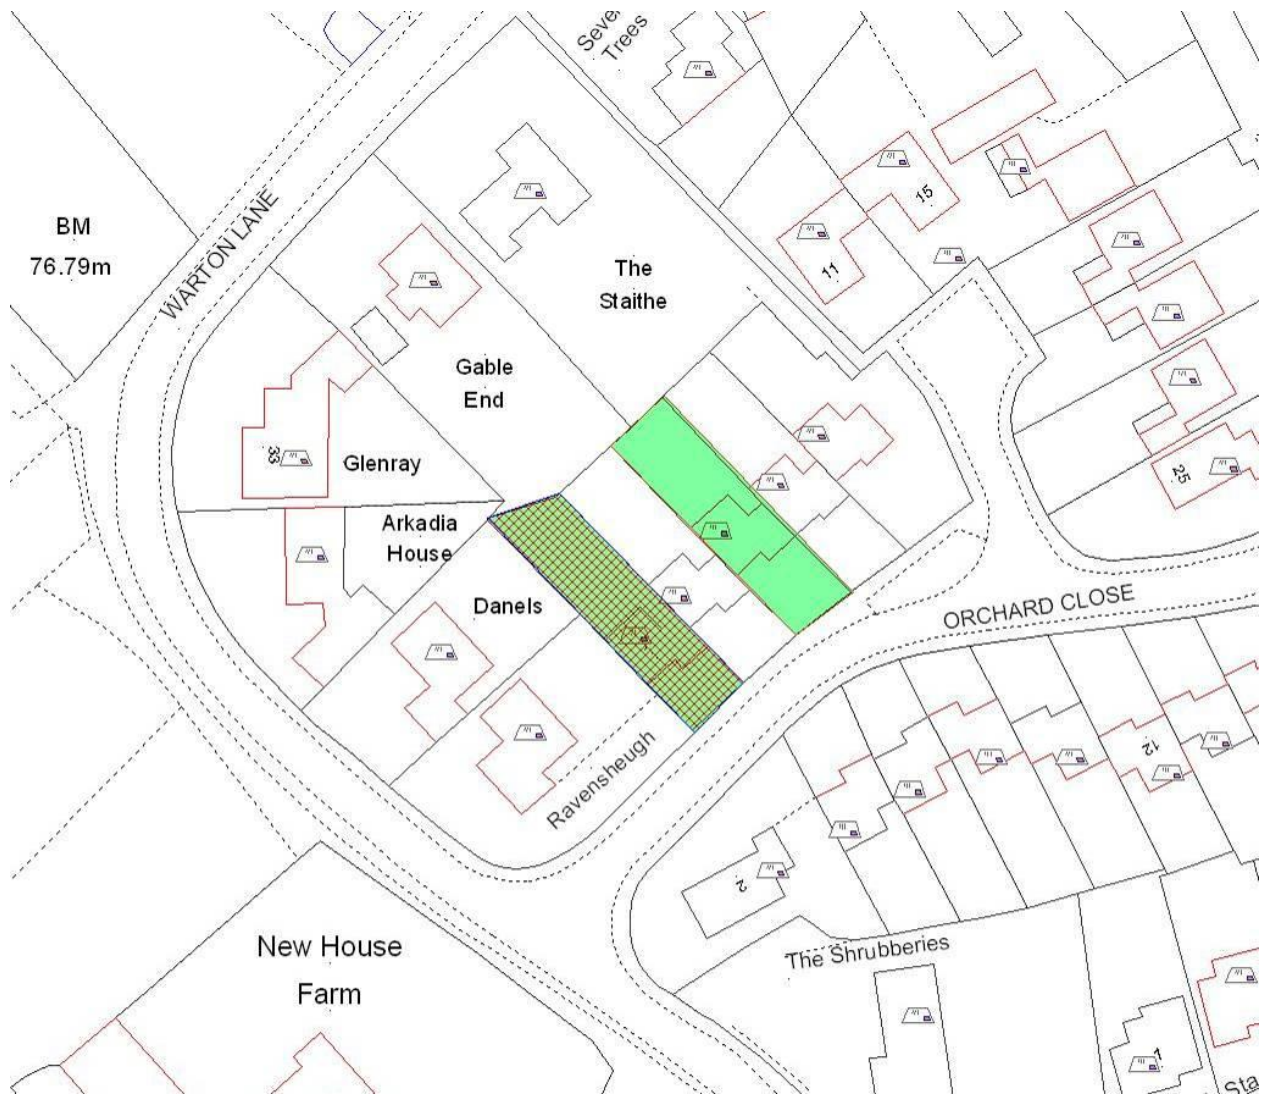 Seven
Trees
BM
76.79m
WARTON LANE
The
Staithe
15
11
Gable
End
33
Glenray
Arkadia
House
25
Danels
ORCHARD CLOSE
Ravensheugh
12
2
New House
Farm
The Shrubberies
1
Sta